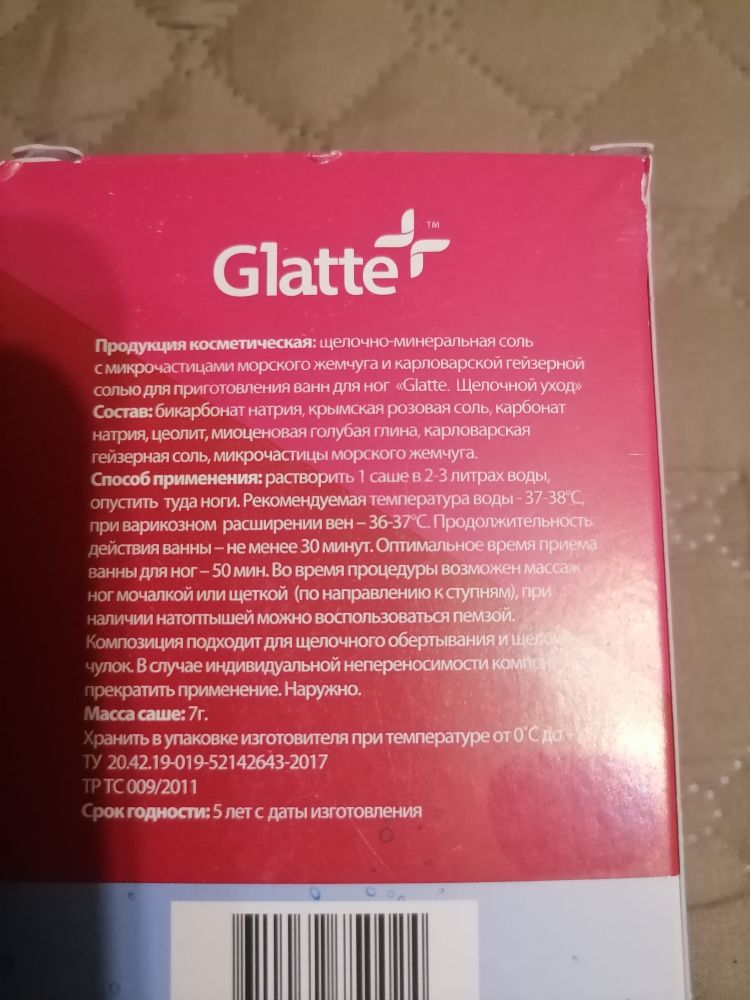 Glatte
TM
Продукция косметическая: щелочно-минеральная соль
с микрочастицами морского жемчуга и карловарской гейзерной
солью для приготовления ванн для ног «Glatte. Щелочной уход»
Состав: бикарбонат натрия, крымская розовая соль, карбонат
натрия, цеолит, миоценовая голубая глина, карловарская
гейзерная соль, микрочастицы морского жемчуга.
Способ применения: растворить 1 саше в 2-3 литрах воды,
опустить туда ноги. Рекомендуемая температура воды - 37-38°С,
при варикозном расширении вен – 36-37°С. Продолжительность
действия ванны – не менее 30 минут. Оптимальное время приема
ванны для ног – 50 мин. Во время процедуры возможен массаж
ног мочалкой или щеткой (по направлению к ступням), при
наличии натоптышей можно воспользоваться пемзой.
Композиция подходит для щелочного обертывания и
чулок. В случае индивидуальной непереносимости
прекратить применение. Наружно.
Масса саше: 7г.
Хранить в упаковке изготовителя при температуре от 0°С до
ТУ 20.42.19-019-52142643-2017
ТР ТС 009/2011
Срок годности: 5 лет с даты изготовления